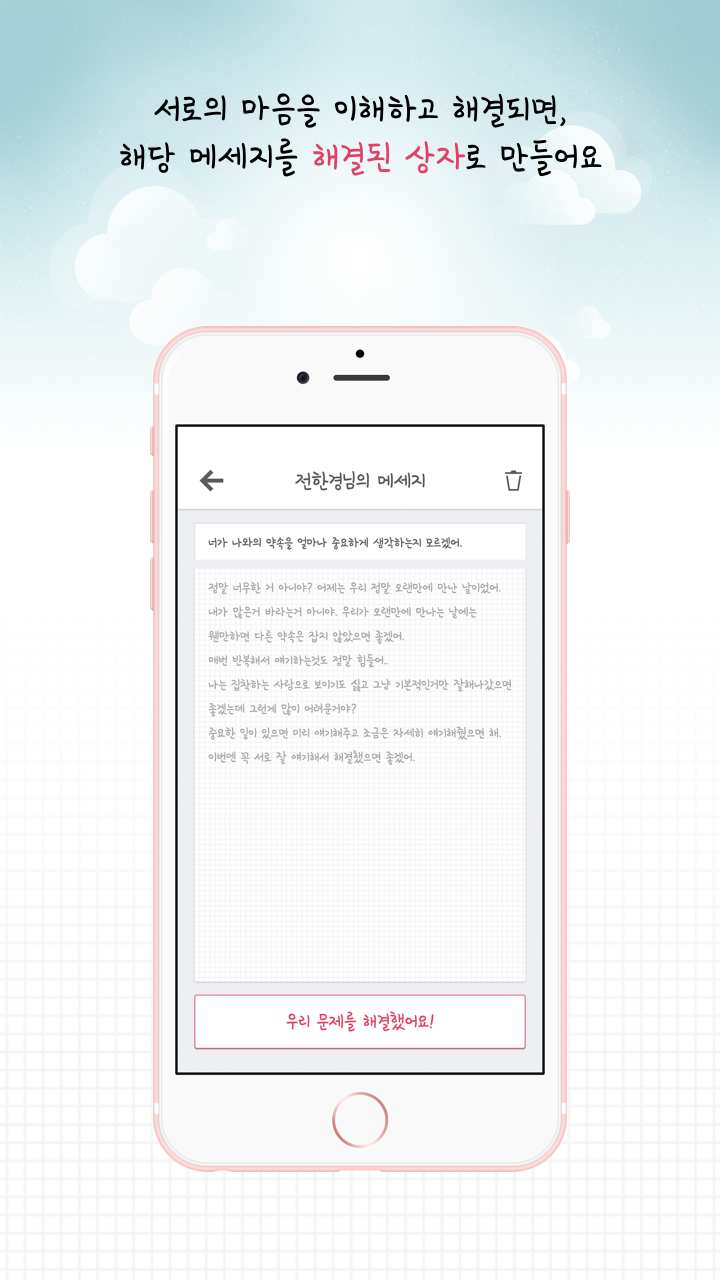 서로의 마음을 이해하고 해결되면,
해당 메세지를 해결된 상자로 만들어요
전한경님의 메세지
너가 나와의 약속을 얼마나 중요하게 생각하는지 모르겠어.
정말 너무한 거 아니야? 어제는 우리 정말 오랜만에 만난 날이었어.
내가 많은거 바라는거 아니야. 우리가 오랜만에 만나는 날에는
웬만하면 다른 약속은 잡지 않았으면 좋겠어.
매번 반복해서 얘기하는것도 정말 힘들어..
나는 집착하는 사람으로 보이기도 싫고 그냥 기본적인거만 잘해나갔으면
좋겠는데 그런게 많이 어려운거야?
중요한 일이 있으면 미리 얘기해주고 조금은 자세히 얘기해줬으면 해.
이번엔 꼭 서로 잘 얘기해서 해결했으면 좋겠어.
우리 문제를 해결했어요!